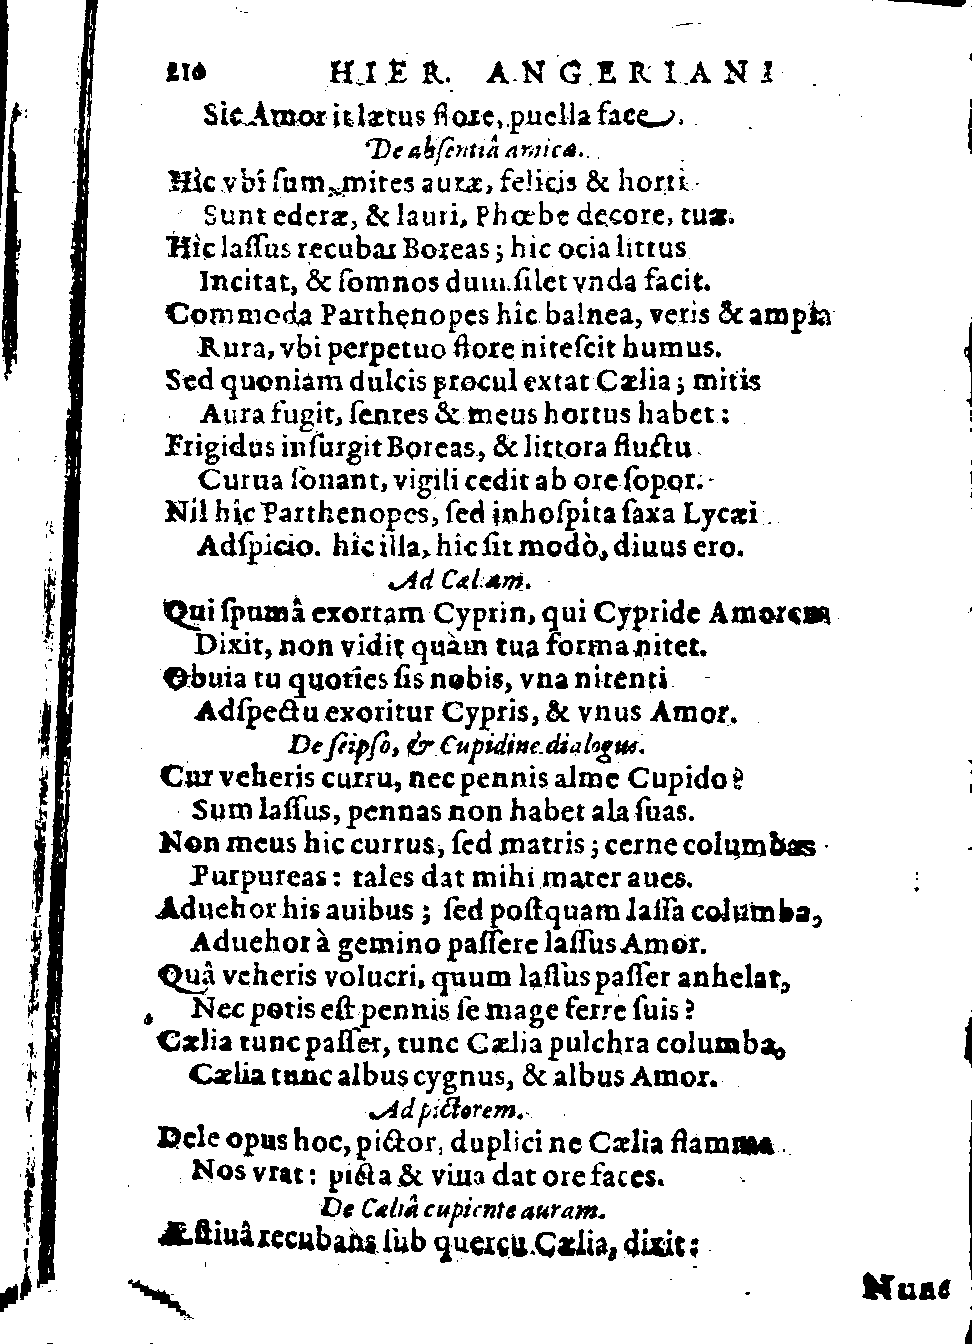 210 HIER. ANGERIANI
Sic Amor it lætus flore, puella face.
De absentiâ amicæ.
Hîc vbi sum, mites auræ, felicis & horti
Sunt ederæ, & lauri, Phœbe decore, tuæ.
Hîc lassus recubat Boreas; hic ocia littus
Incitat, & somnos dum silet vnda facit.
Commoda Parthenopes hîc balnea, veris & ampla
Rura, vbi perpetuo flore nitescit humus.
Sed quoniam dulcis procul extat Cælia; mitis
Aura fugit, sentes & meus hortus habet:
Frigidus insurgit Boreas, & littora fluctu
Curua sonant, vigili cedit ab ore sopor.
Nil hîc Parthenopes, sed inhospita saxa Lycæi
Adspicio. hîc illa, hîc sit modò, diuus ero.
Ad Cæliam.
Qui spumâ exortam Cyprin, qui Cypride Amorem
Dixit, non vidit quàm tua forma nitet.
Obuia tu quoties sis nobis, vna nitenti
Adspectu exoritur Cypris, & vnus Amor.
De seipso, & Cupidine dialogus.
Cur veheris curru, nec pennis alme Cupido?
Sum lassus, pennas non habet ala suas.
Non meus hic currus, sed matris; cerne columbas
Purpureas: tales dat mihi mater aues.
Aduehor his auibus; sed postquam lassa columba,
Aduehor à gemino passere lassus Amor.
Quâ veheris volucri, quum lassus passer anhelat,
Nec potis est pennis se mage ferre suis?
Cælia tunc passer, tunc Cælia pulchra columba,
Cælia tunc albus cygnus, & albus Amor.
Ad pictorem.
Dele opus hoc, pictor, duplici ne Cælia flamma
Nos vrat: picta & viua dat ore faces.
De Cæliâ cupiente auram.
Æstiuâ recubans sub quercu Cælia, dixit:
Nunc